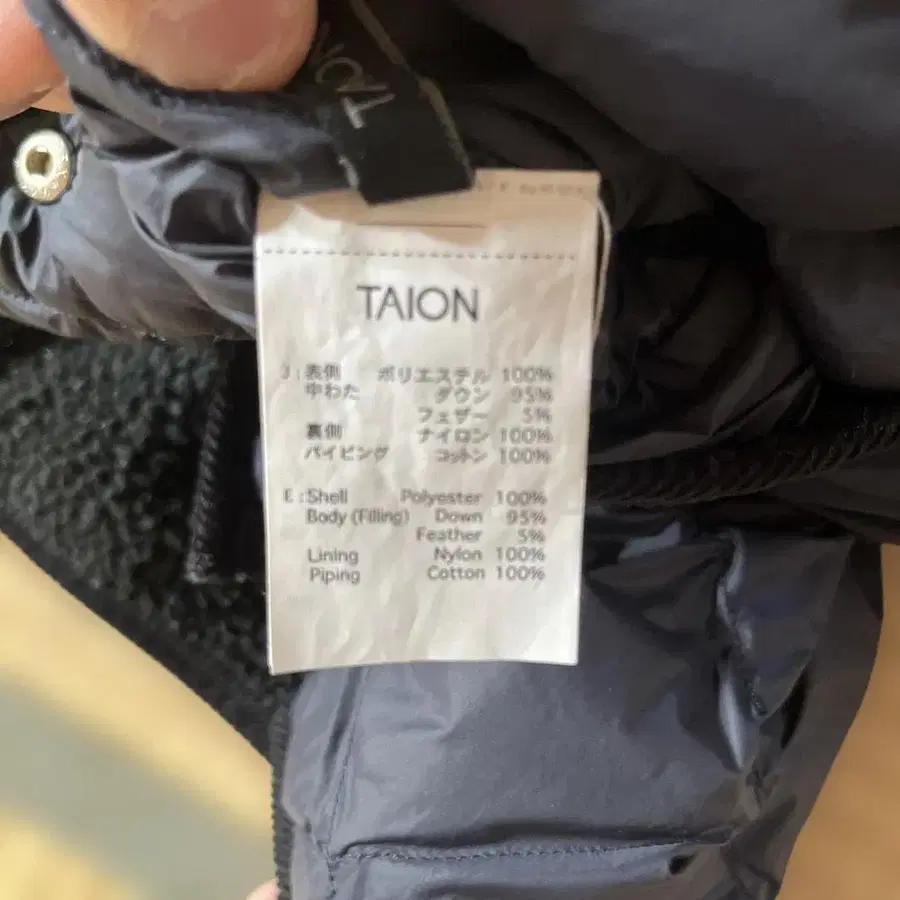 TAION
TAION
J:表側 ポリエステル 100%
中わた ダウン 95%
フェザー 5%
裏側 ナイロン 100%
パイピング コットン 100%
E:Shell Polyester 100%
Body (Filling) Down 95%
Feather 5%
Lining Nylon 100%
Piping Cotton 100%